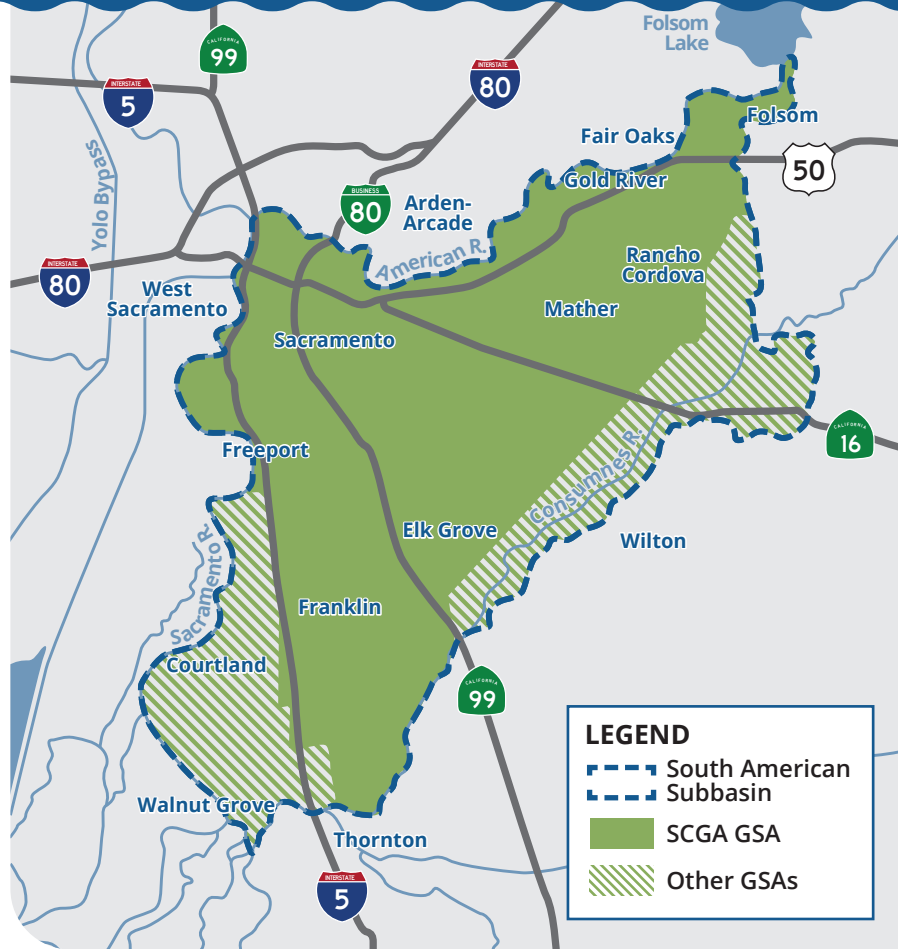 Folsom
Lake
CALIFORNIA
99
INTERSTATE
80
INTERSTATE
5
Folsom
Fair Oaks
50
Yolo Bypass
Gold River
BUSINESS
80
Arden-
Arcade
American R.
Rancho
Cordova
INTERSTATE
80
West
Sacramento
Mather
Sacramento
CALIFORNIA
16
Freeport
Consumnes R.
Elk Grove
Wilton
Sacramento R.
Franklin
Courtland
CALIFORNIA
99
Walnut Grove
Thornton
INTERSTATE
5
LEGEND
South American
Subbasin
SCGA GSA
Other GSAs